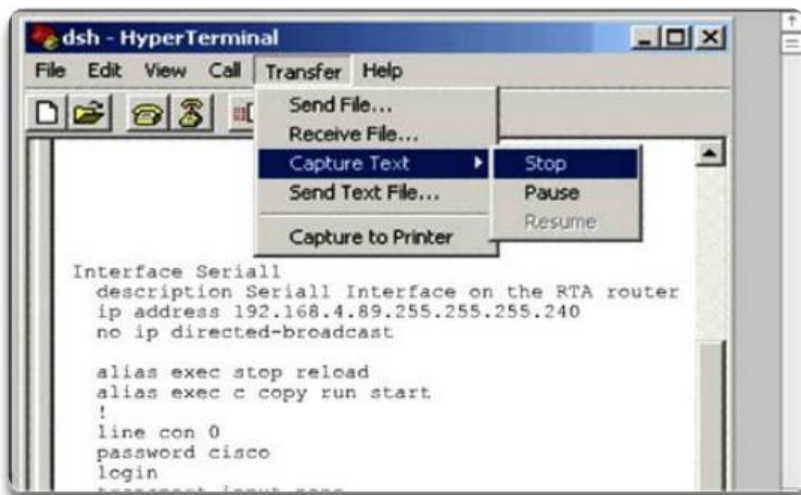 dsh - HyperTerminal
File Edit View Call Transfer Help
Send File...
Receive File...
Capture Text
Send Text File...
Capture to Printer
Stop
Pause
Resume
Interface Seriall
description Seriall Interface on the RTA router
ip address 192.168.4.89.255.255.255.240
no ip directed-broadcast
alias exec stop reload
alias exec c copy run start
!
line con 0
password cisco
login